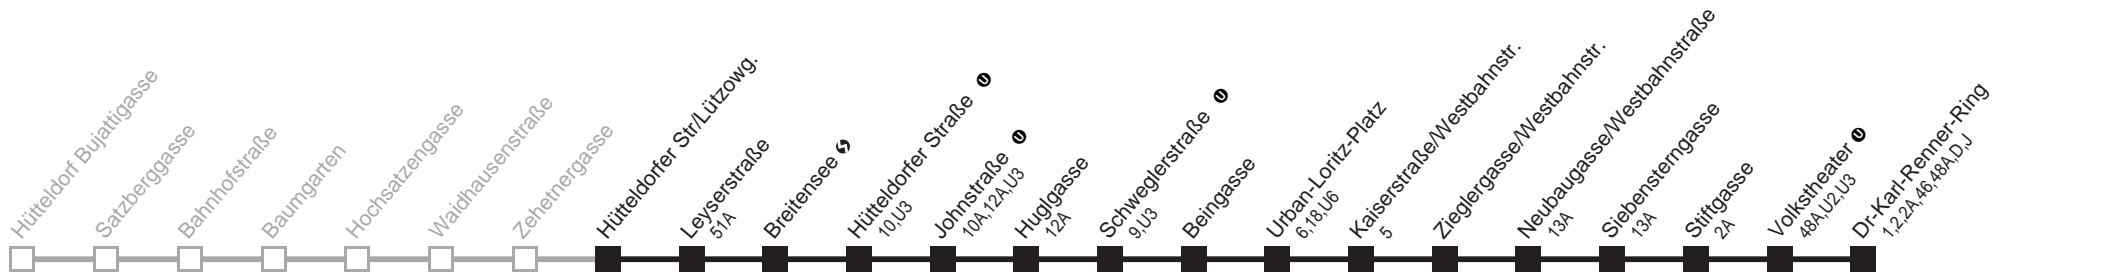 Hütteldorf Bujattigasse
Satzberggasse
Bahnhofstraße
Baumgarten
Hochsatzengasse
Waidhausenstraße
Zehetnergasse
Hütteldorfer Str/Lützowg.
Leyserstraße
51A
Breitensee
Hütteldorfer Straße U
10,U3
Johnstraße U
10A,12A,U3
Huglgasse
12A
Schweglerstraße U
9,U3
Beingasse
Urban-Loritz-Platz
6,18,U6
Kaiserstraße/Westbahnstr.
5
Zieglergasse/Westbahnstr.
Neubaugasse/Westbahnstraße
13A
Siebensterngasse
13A
Stiftgasse
2A
Volkstheater U
48A,U2,U3
Dr-Karl-Renner-Ring
1,2,2A,46,48A,D,J